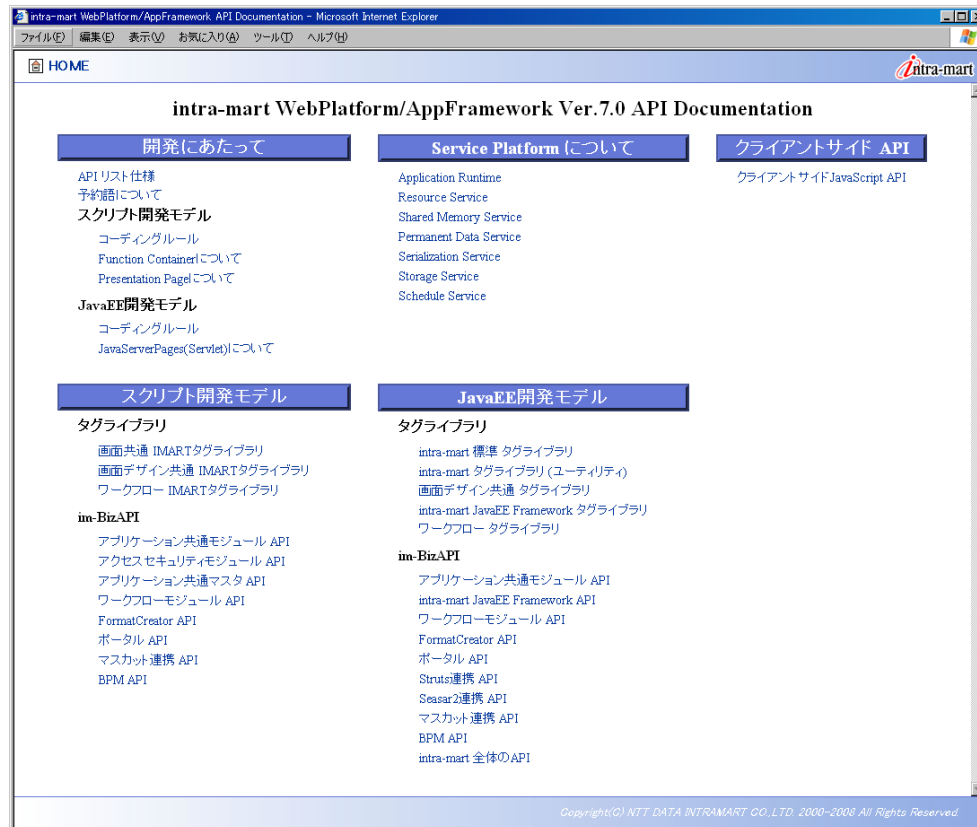 intra-mart WebPlatform/AppFramework API Documentation - Microsoft Internet Explorer
ファイル(F) 編集(E) 表示(V) お気に入り(A) ツール(T) ヘルプ(H)
HOME
intra-mart
intra-mart WebPlatform/AppFramework Ver.7.0 API Documentation
開発にあたって
API リスト仕様
予約語について
スクリプト開発モデル
コーディングルール
Function Containerについて
Presentation Pageについて
JavaEE開発モデル
コーディングルール
JavaServerPages(Servlet)について
Service Platform について
Application Runtime
Resource Service
Shared Memory Service
Permanent Data Service
Serialization Service
Storage Service
Schedule Service
クライアントサイド API
クライアントサイドJavaScript API
スクリプト開発モデル
タグライブラリ
画面共通 IMARTタグライブラリ
画面デザイン共通 IMARTタグライブラリ
ワークフロー IMARTタグライブラリ
im-BizAPI
アプリケーション共通モジュール API
アクセスセキュリティモジュール API
アプリケーション共通マスタ API
ワークフローモジュール API
FormatCreator API
ポータル API
マスカット連携 API
BPM API
JavaEE開発モデル
タグライブラリ
intra-mart 標準 タグライブラリ
intra-mart タグライブラリ (ユーティリティ)
画面デザイン共通 タグライブラリ
intra-mart JavaEE Framework タグライブラリ
ワークフロー タグライブラリ
im-BizAPI
アプリケーション共通モジュール API
intra-mart JavaEE Framework API
ワークフローモジュール API
FormatCreator API
ポータル API
Struts連携 API
Seasar2連携 API
マスカット連携 API
BPM API
intra-mart 全体のAPI
Copyright(C) NTT DATA INTRAMART CO.,LTD. 2000-2008 All Rights Reserved